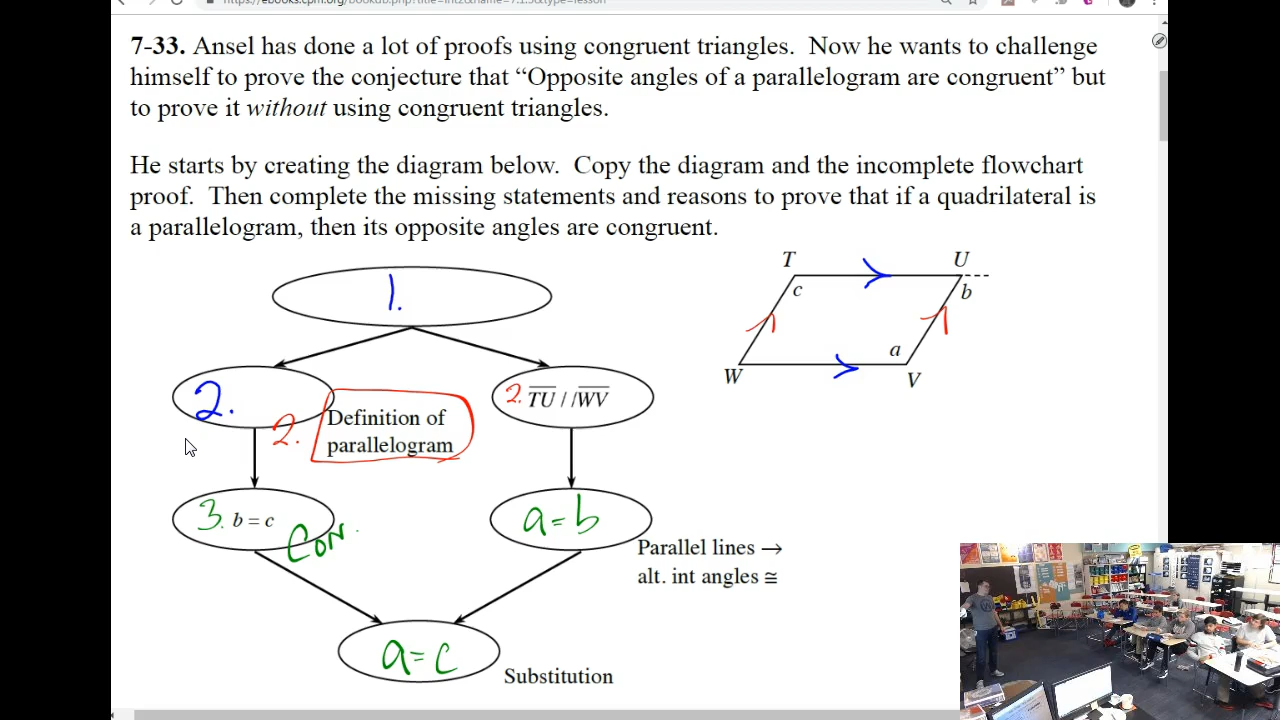 7-33. Ansel has done a lot of proofs using congruent triangles. Now he wants to challenge
himself to prove the conjecture that “Opposite angles of a parallelogram are congruent” but
to prove it without using congruent triangles.
He starts by creating the diagram below. Copy the diagram and the incomplete flowchart
proof. Then complete the missing statements and reasons to prove that if a quadrilateral is
a parallelogram, then its opposite angles are congruent.
1.
2.
2. Definition of
parallelogram
2. TU // WV
3. b = c
CON
a = b
Parallel lines →
alt. int angles ≅
a = c
Substitution
T U
c b
a
W V